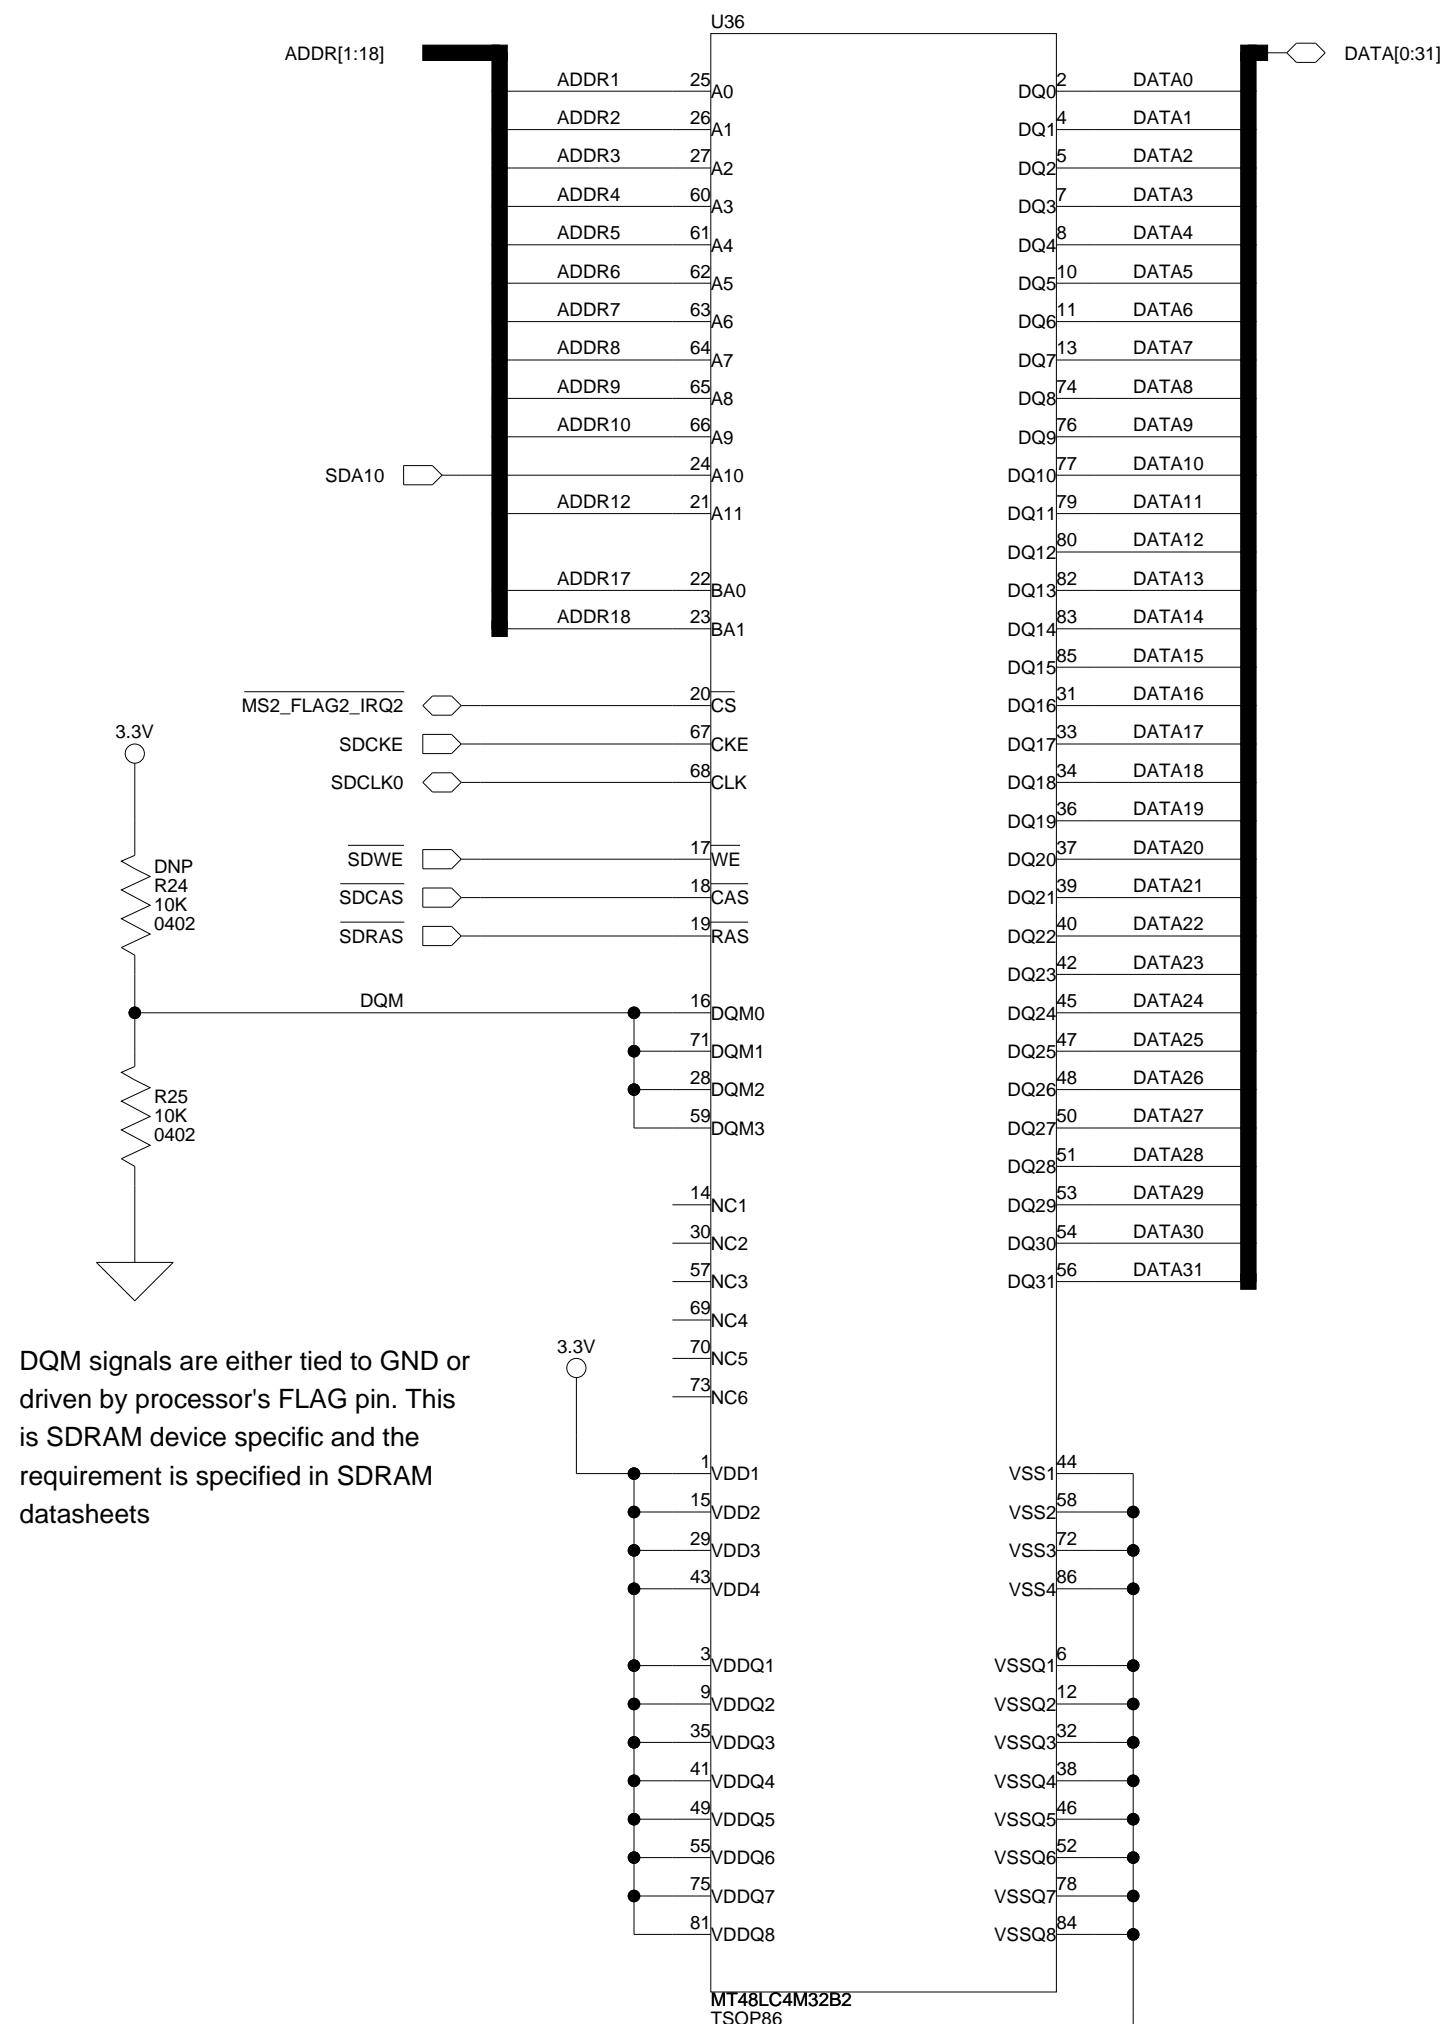 U36
ADDR[1:18] DATA[0:31]
ADDR1 25 A0 DQ0 2 DATA0
ADDR2 26 A1 DQ1 4 DATA1
ADDR3 27 A2 DQ2 5 DATA2
ADDR4 60 A3 DQ3 7 DATA3
ADDR5 61 A4 DQ4 8 DATA4
ADDR6 62 A5 DQ5 10 DATA5
ADDR7 63 A6 DQ6 11 DATA6
ADDR8 64 A7 DQ7 13 DATA7
ADDR9 65 A8 DQ8 74 DATA8
ADDR10 66 A9 DQ9 76 DATA9
SDA10 24 A10 DQ10 77 DATA10
ADDR12 21 A11 DQ11 79 DATA11
DQ12 80 DATA12
ADDR17 22 BA0 DQ13 82 DATA13
ADDR18 23 BA1 DQ14 83 DATA14
DQ15 85 DATA15
MS2_FLAG2_IRQ2 20 CS DQ16 31 DATA16
SDCKE 67 CKE DQ17 33 DATA17
SDCLK0 68 CLK DQ18 34 DATA18
DQ19 36 DATA19
SDWE 17 WE DQ20 37 DATA20
SDCAS 18 CAS DQ21 39 DATA21
SDRAS 19 RAS DQ22 40 DATA22
DQ23 42 DATA23
DQM 16 DQM0 DQ24 45 DATA24
71 DQM1 DQ25 47 DATA25
28 DQM2 DQ26 48 DATA26
59 DQM3 DQ27 50 DATA27
DQ28 51 DATA28
14 NC1 DQ29 53 DATA29
30 NC2 DQ30 54 DATA30
57 NC3 DQ31 56 DATA31
69 NC4
70 NC5
73 NC6
3.3V
DNP
R24
10K
0402
R25
10K
0402
DQM signals are either tied to GND or
driven by processor's FLAG pin. This
is SDRAM device specific and the
requirement is specified in SDRAM
datasheets
3.3V
1 VDD1 VSS1 44
15 VDD2 VSS2 58
29 VDD3 VSS3 72
43 VDD4 VSS4 86
3 VDDQ1 VSSQ1 6
9 VDDQ2 VSSQ2 12
35 VDDQ3 VSSQ3 32
41 VDDQ4 VSSQ4 38
49 VDDQ5 VSSQ5 46
55 VDDQ6 VSSQ6 52
75 VDDQ7 VSSQ7 78
81 VDDQ8 VSSQ8 84
MT48LC4M32B2
TSOP86